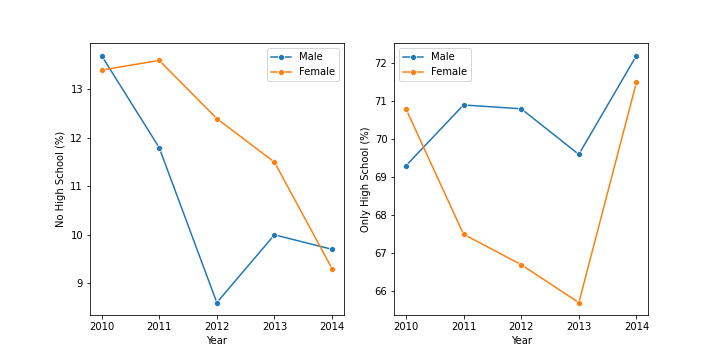 Male
Female
No High School (%)
13
12
11
10
9
2010 2011 2012 2013 2014
Year
Male
Female
Only High School (%)
72
71
70
69
68
67
66
2010 2011 2012 2013 2014
Year